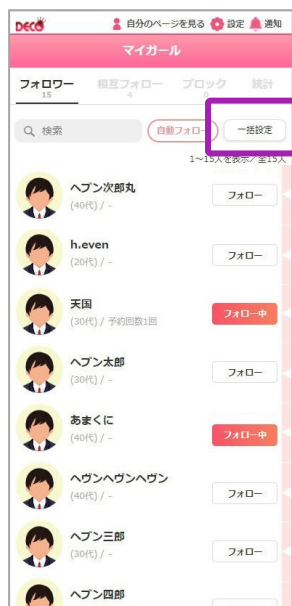 DECO 自分のページを見る 設定 通知
マイガール
フォロワー 相互フォロー ブロック 統計
15 4 0
検索 自動フォロー 一括設定
1~15人を表示/全15人
ヘブン次郎丸
(40代) / - フォロー
h.even
(20代) / - フォロー
天国
(30代) / 予約回数1回 フォロー中
ヘブン太郎
(30代) / - フォロー
あまくに
(40代) / - フォロー中
ヘヴンヘヴンヘヴン
(40代) / - フォロー
ヘブン三郎
(30代) / - フォロー
ヘブン四郎